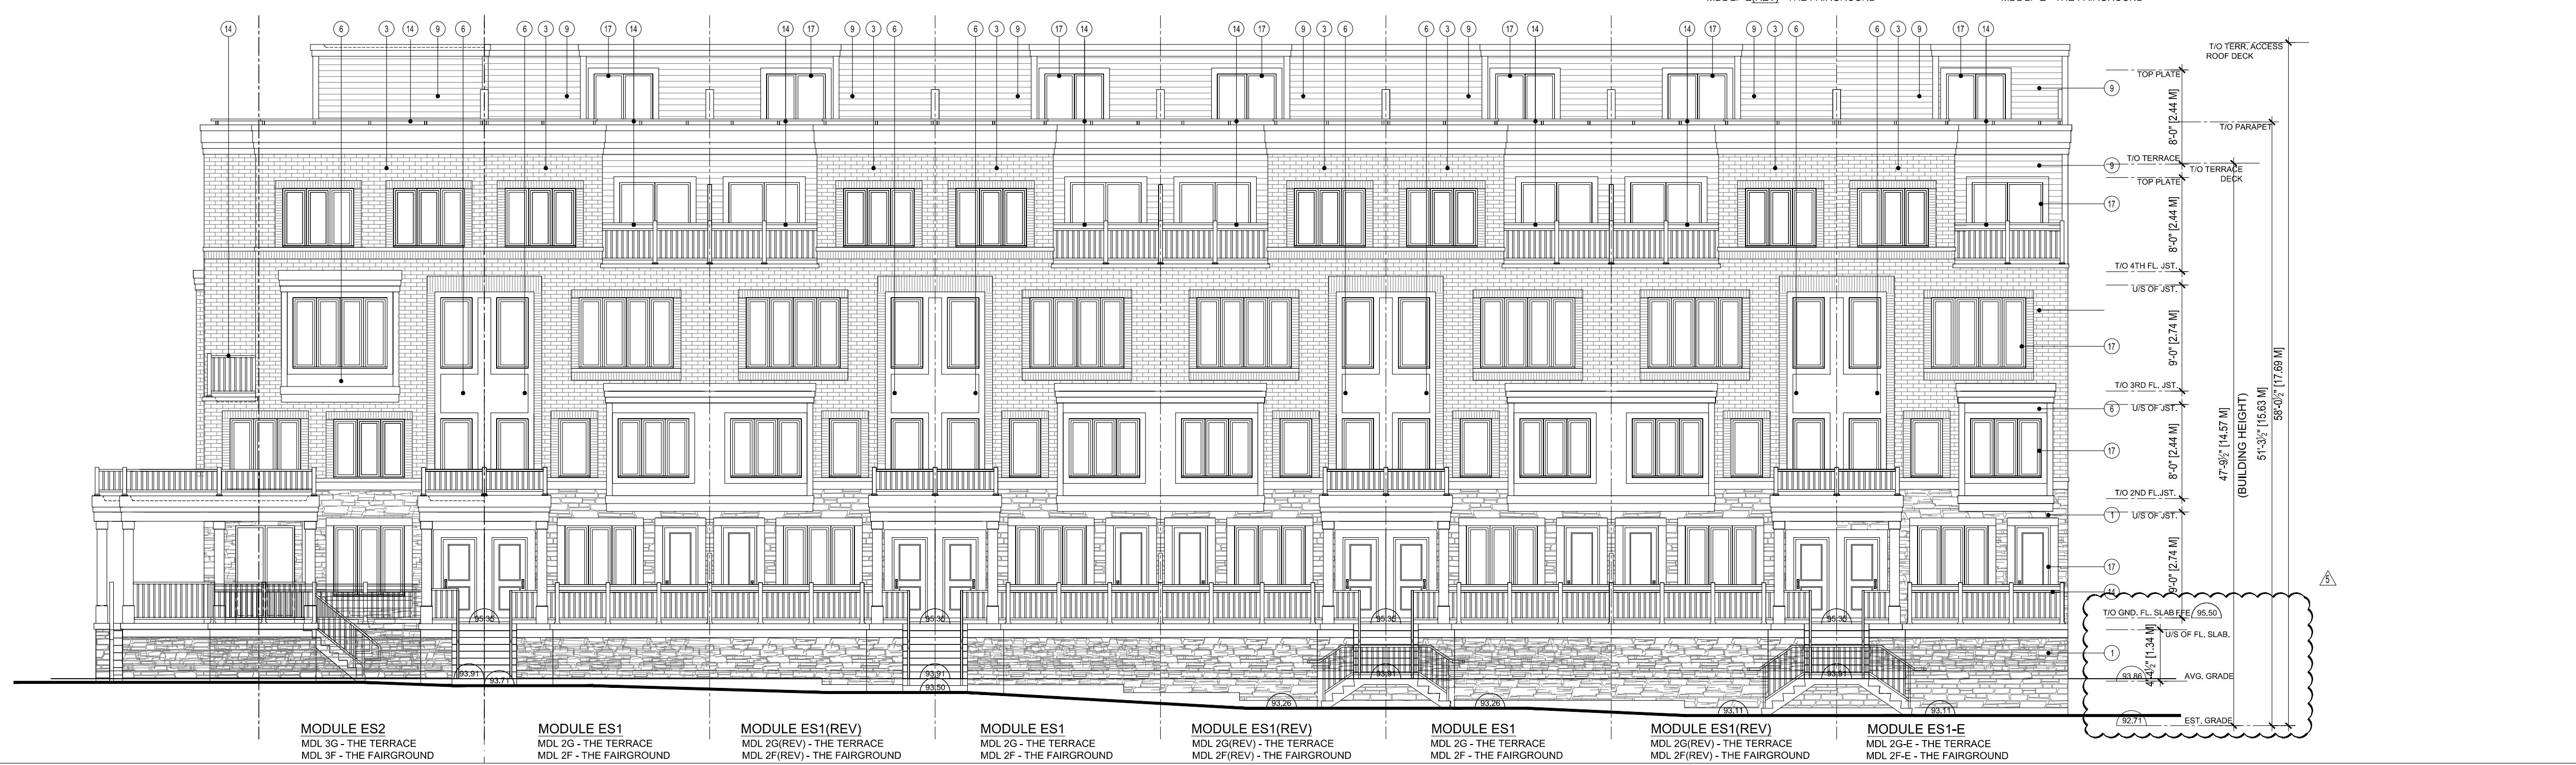 14 6 3 14 9 6 6 3 9 17 14 14 17 9 3 6 6 3 9 17 14 14 17 9 3 6 6 3 9 17 14 14 17 9 3 6 6 3 9 17 14
T/O TERR. ACCESS
ROOF DECK
TOP PLATE
9
8'-0" [2.44 M]
T/O PARAPET
T/O TERRACE
9
T/O TERRACE
DECK
TOP PLATE
17
8'-0" [2.44 M]
T/O 4TH FL. JST.
U/S OF JST.
17
9'-0" [2.74 M]
T/O 3RD FL. JST.
6
U/S OF JST.
17
8'-0" [2.44 M]
T/O 2ND FL.JST.
1
U/S OF JST.
17
9'-0" [2.74 M]
14
47'-9½" [14.57 M]
(BUILDING HEIGHT)
51'-3½" [15.63 M]
58'-0½" [17.69 M]
5
T/O GND. FL. SLAB FFE 95.50
U/S OF FL. SLAB.
4'-4½" [1.34 M]
1
93.86 AVG. GRADE
92.71 EST. GRADE
95.30 95.30
93.91 93.71 93.91 93.50 93.91 93.91
93.26 93.26 93.11 93.11
MODULE ES2
MDL 3G - THE TERRACE
MDL 3F - THE FAIRGROUND
MODULE ES1
MDL 2G - THE TERRACE
MDL 2F - THE FAIRGROUND
MODULE ES1(REV)
MDL 2G(REV) - THE TERRACE
MDL 2F(REV) - THE FAIRGROUND
MODULE ES1
MDL 2G - THE TERRACE
MDL 2F - THE FAIRGROUND
MODULE ES1(REV)
MDL 2G(REV) - THE TERRACE
MDL 2F(REV) - THE FAIRGROUND
MODULE ES1
MDL 2G - THE TERRACE
MDL 2F - THE FAIRGROUND
MODULE ES1(REV)
MDL 2G(REV) - THE TERRACE
MDL 2F(REV) - THE FAIRGROUND
MODULE ES1-E
MDL 2G-E - THE TERRACE
MDL 2F-E - THE FAIRGROUND